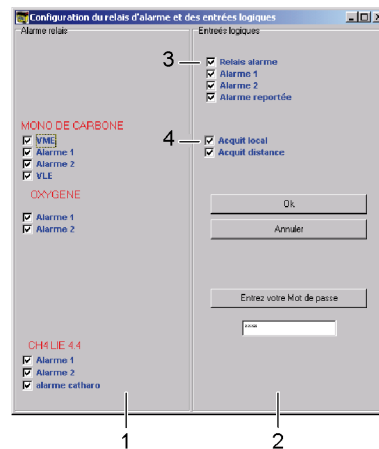 Configuration du relais d'alarme et des entrées logiques
Alarme relais
MONO DE CARBONE
VME
Alarme 1
Alarme 2
VLE
OXYGENE
Alarme 1
Alarme 2
CH4 LIE 4.4
Alarme 1
Alarme 2
alarme catharo
1
Entreés logiques
3
Relais alarme
Alarme 1
Alarme 2
Alarme reportée
4
Acquit local
Acquit distance
Ok
Annuler
Entrez votre Mot de passe
****
2